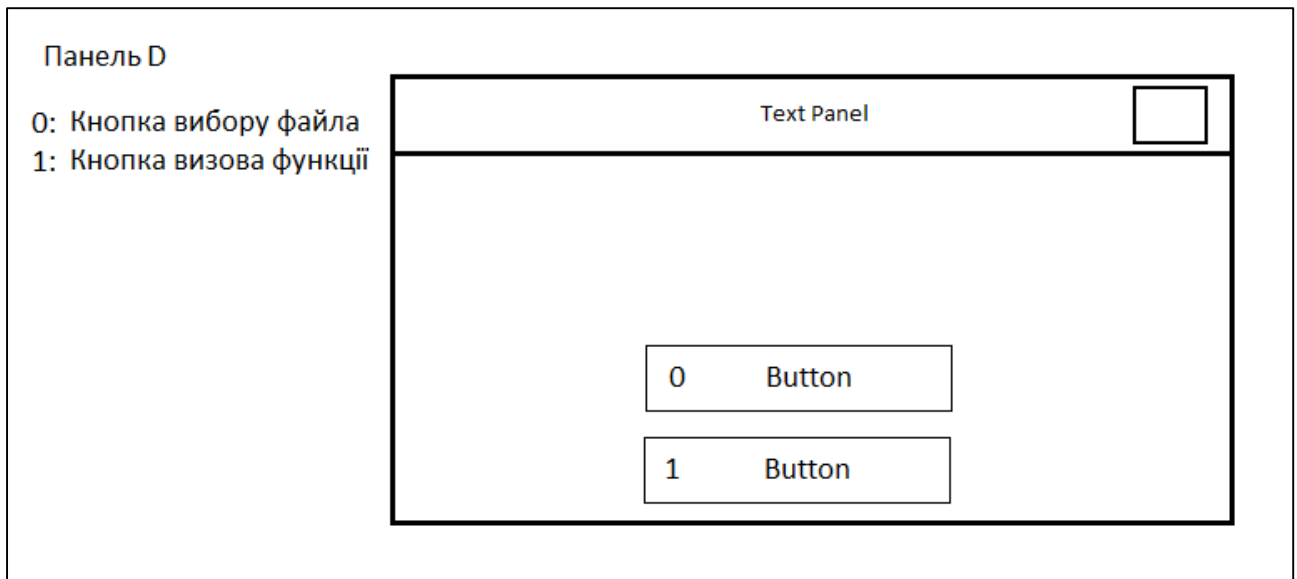 Панель D
0: Кнопка вибору файла
1: Кнопка визова функції
Text Panel
0 Button
1 Button